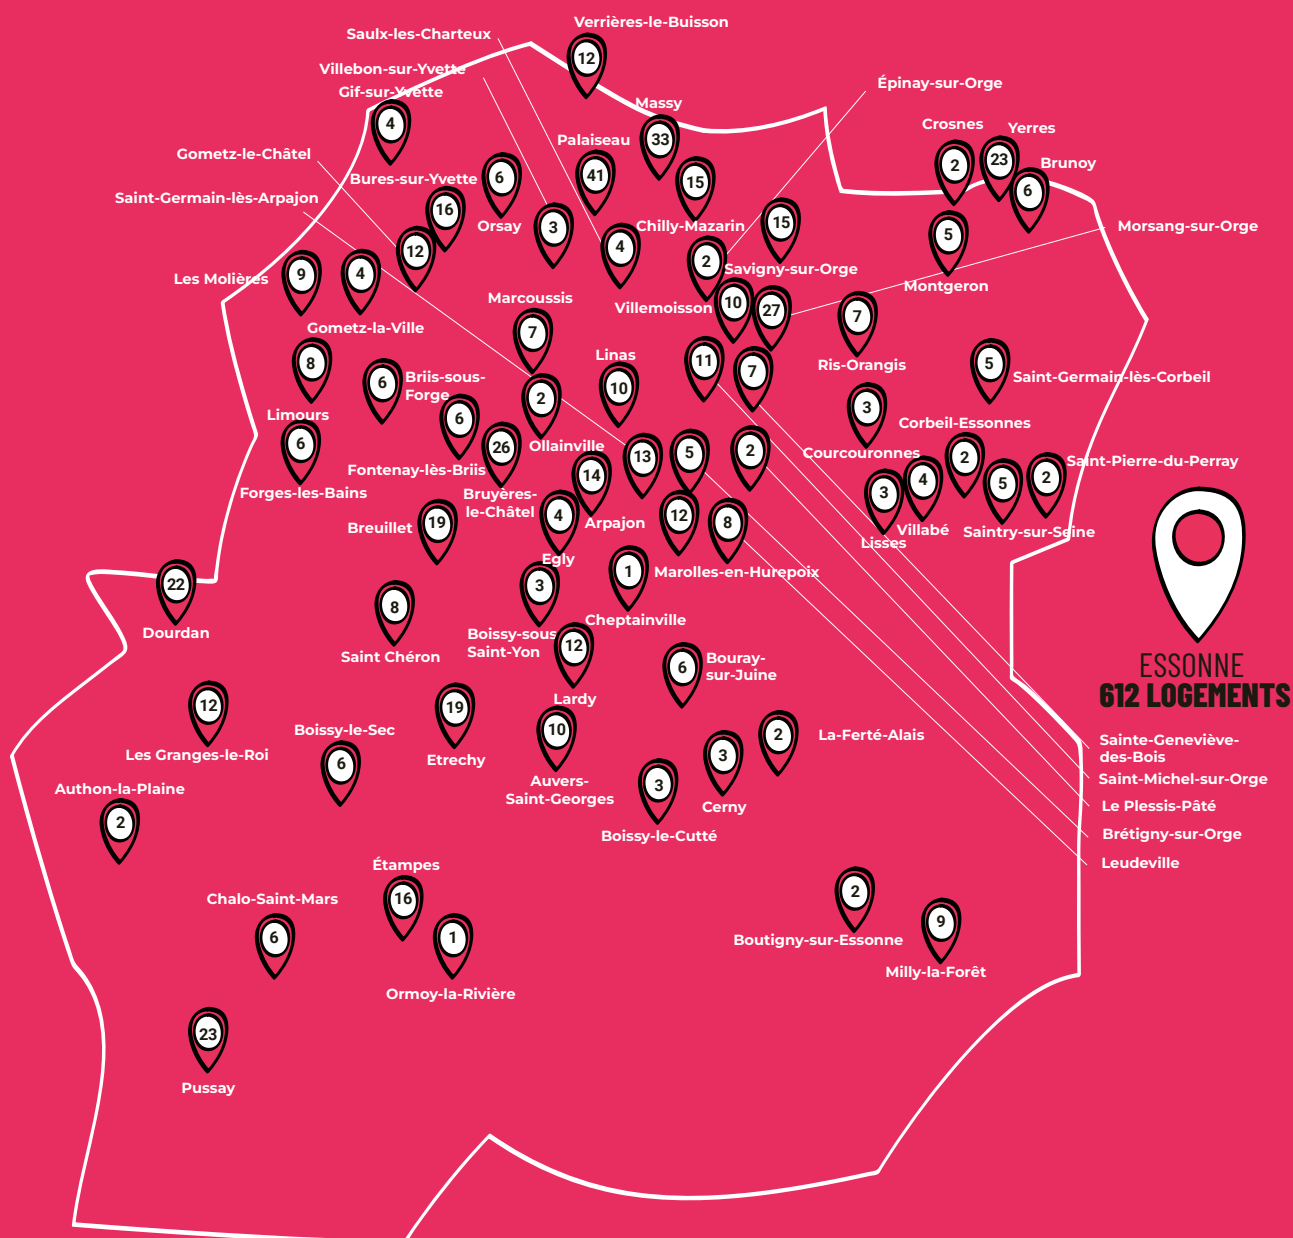 Verrières-le-Buisson
12
Saulx-les-Charteux
Villebon-sur-Yvette
Gif-sur-Yvette
4
Massy
33
Épinay-sur-Orge
Crosnes
2
Yerres
23
Brunoy
6
Gometz-le-Châtel
Palaiseau
41
15
Chilly-Mazarin
Saint-Germain-lès-Arpajon
Bures-sur-Yvette
16
6
Orsay
3
4
15
Savigny-sur-Orge
5
Montgeron
Morsang-sur-Orge
12
2
Les Molières
9
4
Gometz-la-Ville
Marcoussis
7
Villemoisson
10
27
7
Ris-Orangis
8
Limours
6
Briis-sous-
Forge
Linas
10
11
7
5
Saint-Germain-lès-Corbeil
2
Ollainville
3
Courcouronnes
6
Forges-les-Bains
6
Fontenay-lès-Briis
26
Bruyères-
le-Châtel
14
Arpajon
13
5
2
Corbeil-Essonnes
2
Saint-Pierre-du-Perray
2
3
Lisses
4
Villabé
5
Saintry-sur-Seine
19
Breuillet
4
Egly
12
8
Marolles-en-Hurepoix
22
Dourdan
8
Saint Chéron
3
Boissy-sous
Saint-Yon
1
Cheptainville
12
Lardy
6
Bouray-
sur-Juine
ESSONNE
612 LOGEMENTS
12
Les Granges-le-Roi
19
Etrechy
10
Auvers-
Saint-Georges
2
La-Ferté-Alais
3
Cerny
3
Boissy-le-Cutté
Boissy-le-Sec
6
Sainte-Geneviève-
des-Bois
Saint-Michel-sur-Orge
Le Plessis-Pâté
Brétigny-sur-Orge
Leudeville
Authon-la-Plaine
2
Étampes
16
Chalo-Saint-Mars
6
1
Ormoy-la-Rivière
2
Boutigny-sur-Essonne
9
Milly-la-Forêt
23
Pussay